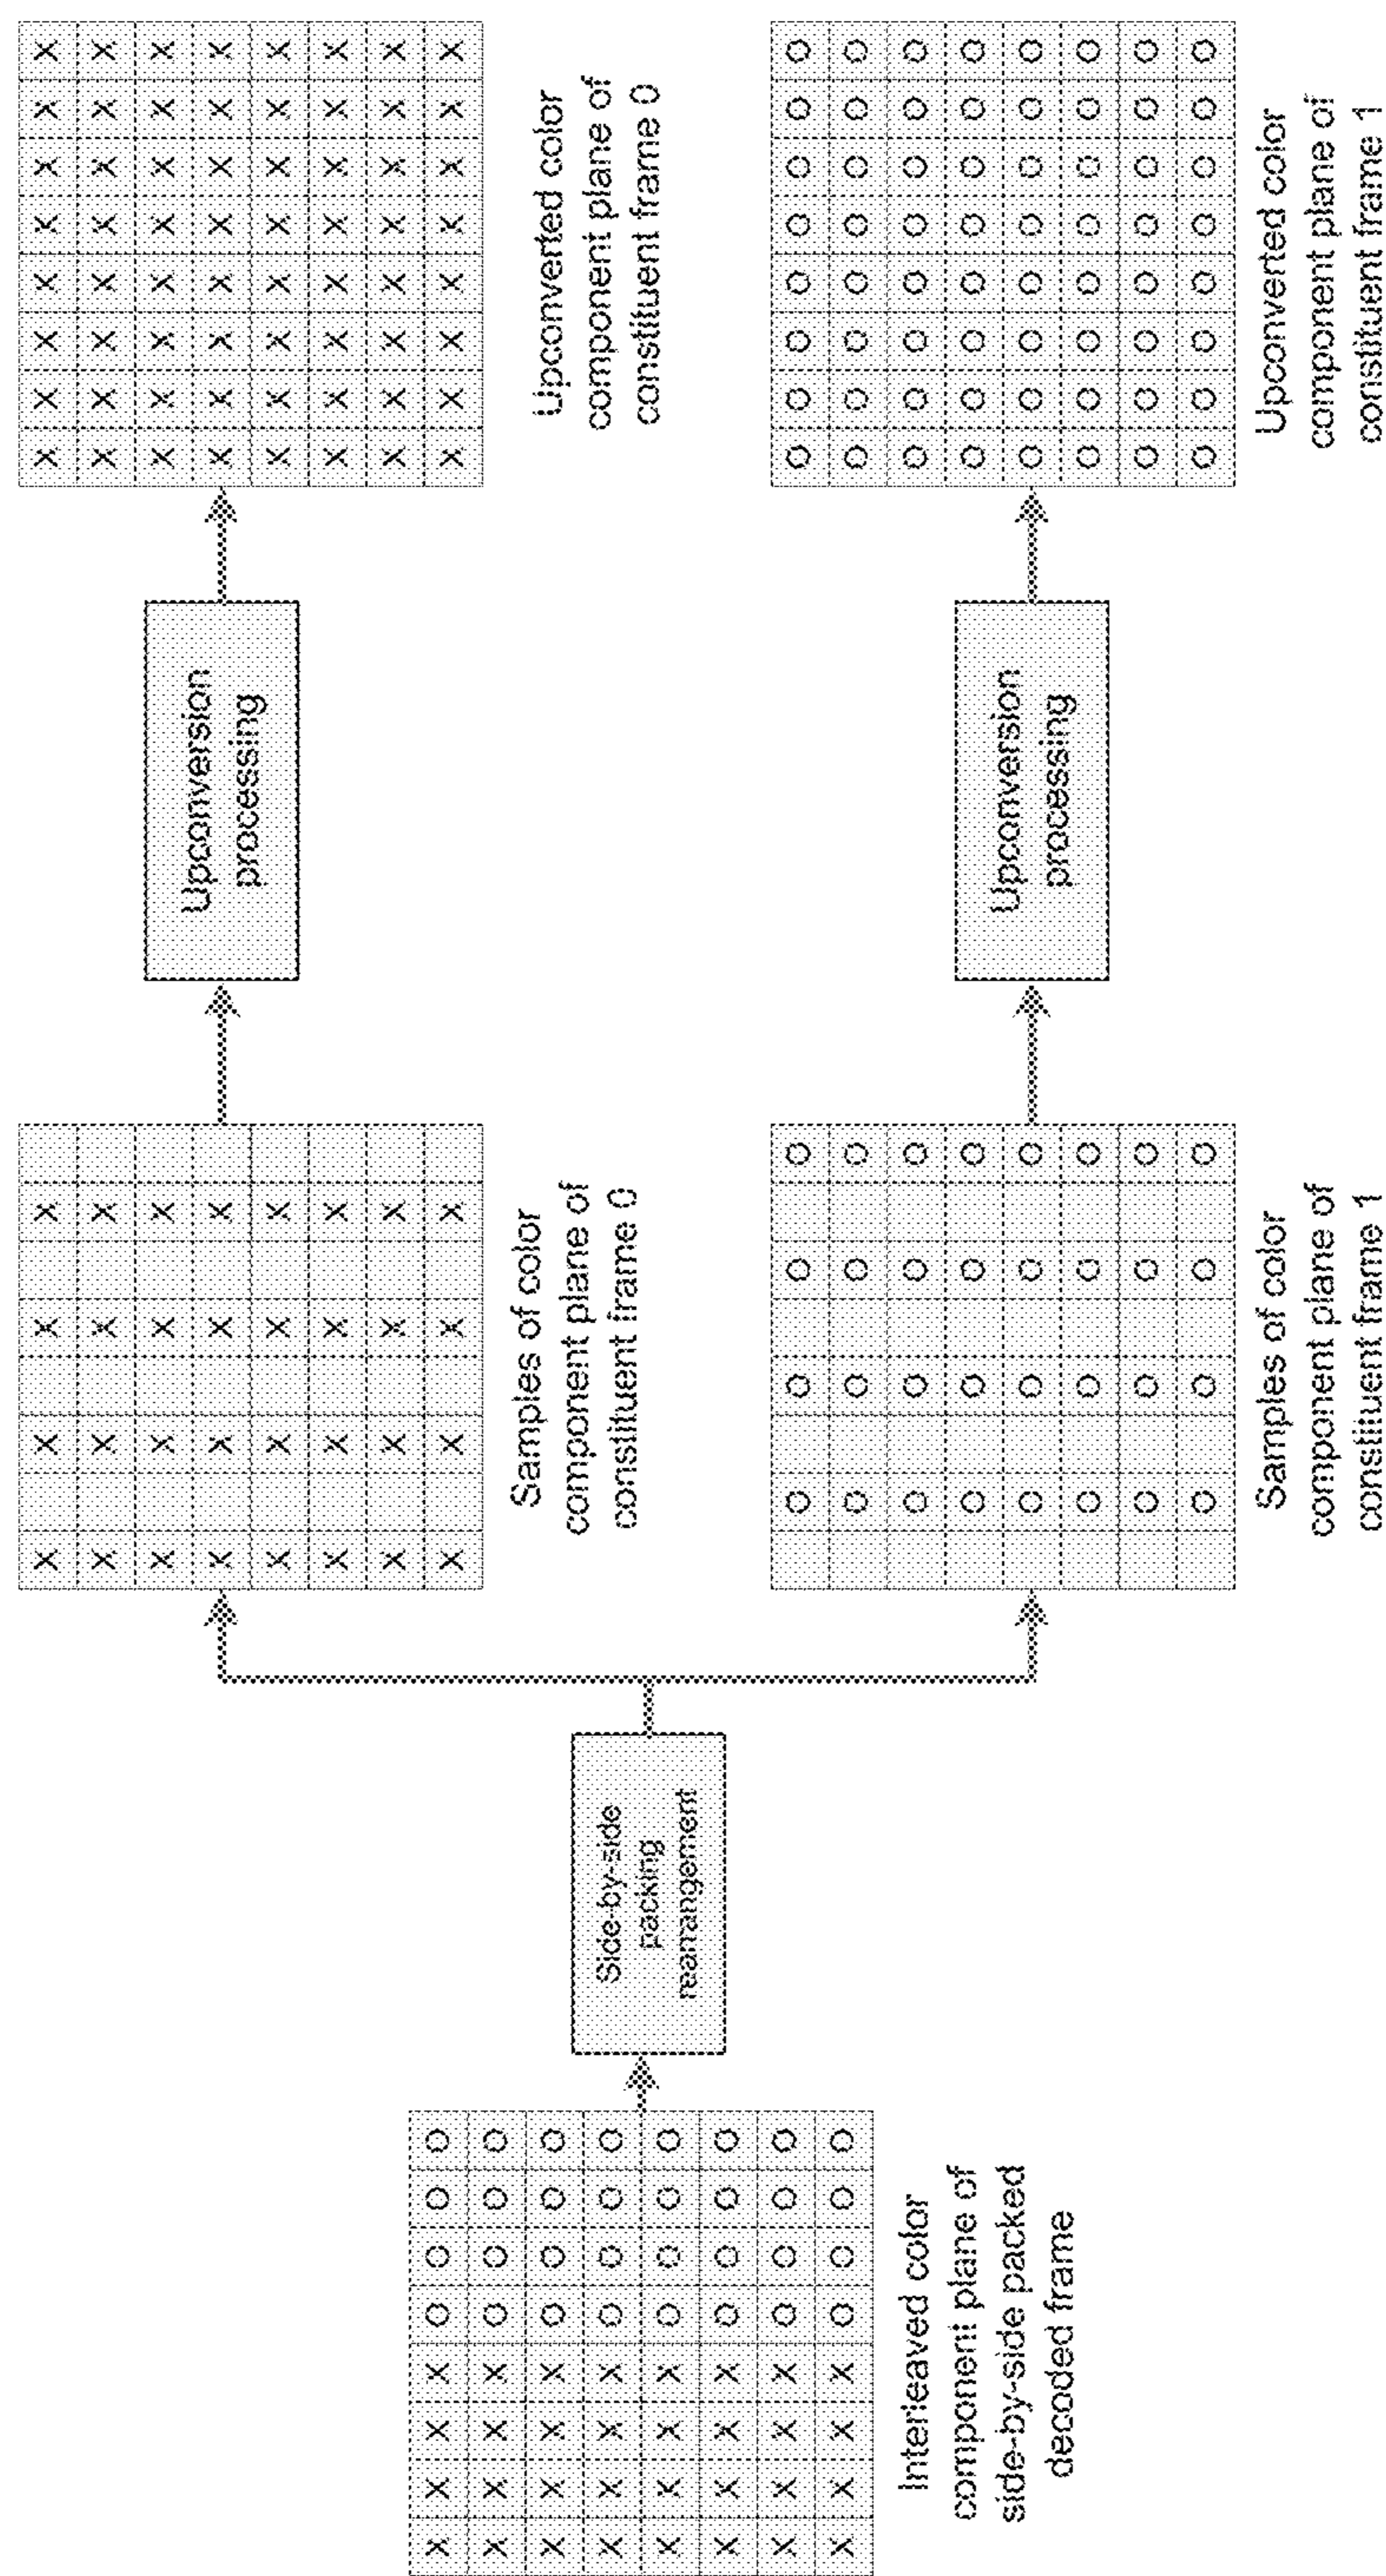 Interleaved color
component plane of
side-by-side packed
decoded frame
Side-by-side
packing
rearrangement
Samples of color
component plane of
constituent frame 0
Upconversion
processing
Upconverted color
component plane of
constituent frame 0
Samples of color
component plane of
constituent frame 1
Upconversion
processing
Upconverted color
component plane of
constituent frame 1